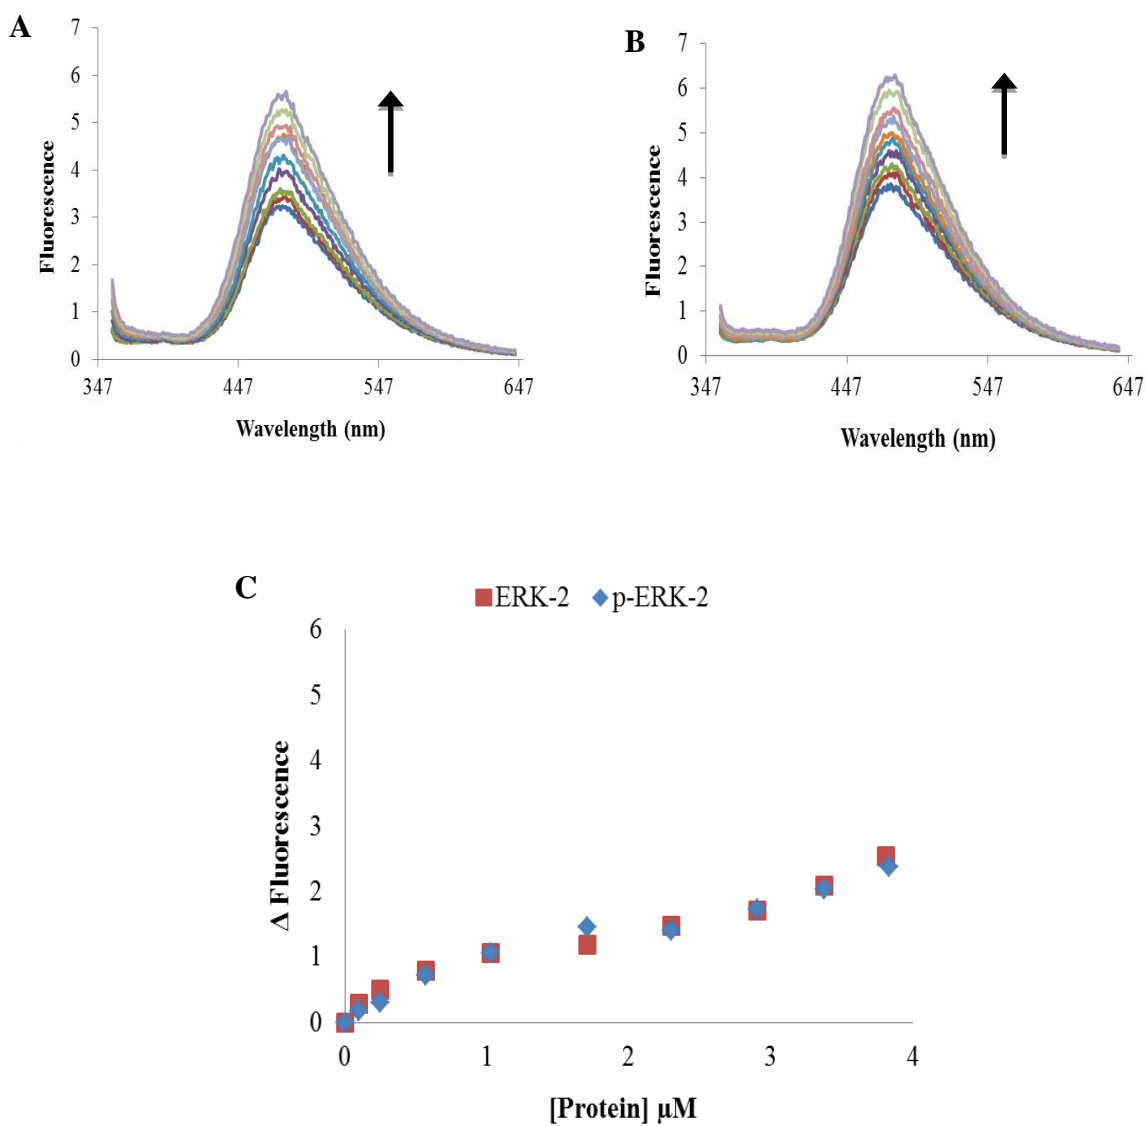 A
7
6
5
4
3
2
1
0
Fluorescence
347 447 547 647
Wavelength (nm)
B
7
6
5
4
3
2
1
0
Fluorescence
347 447 547 647
Wavelength (nm)
C
ERK-2 p-ERK-2
6
5
4
3
2
1
0
Δ Fluorescence
0 1 2 3 4
[Protein] μM